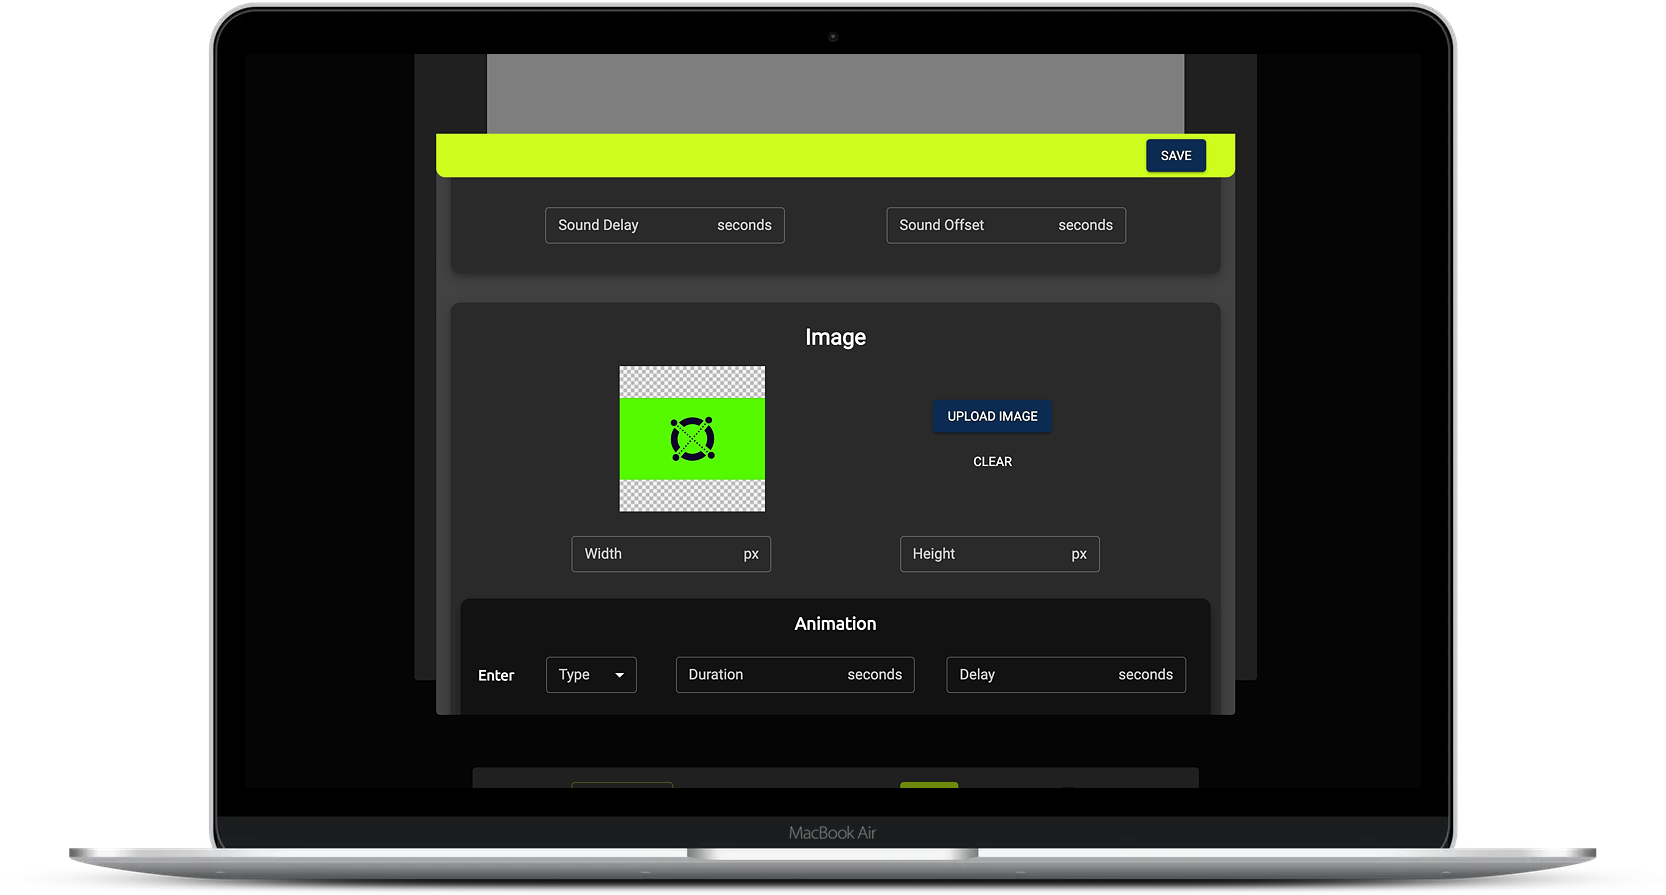 SAVE
Sound Delay seconds Sound Offset seconds
Image
UPLOAD IMAGE
CLEAR
Width px Height px
Animation
Enter Type Duration seconds Delay seconds
MacBook Air